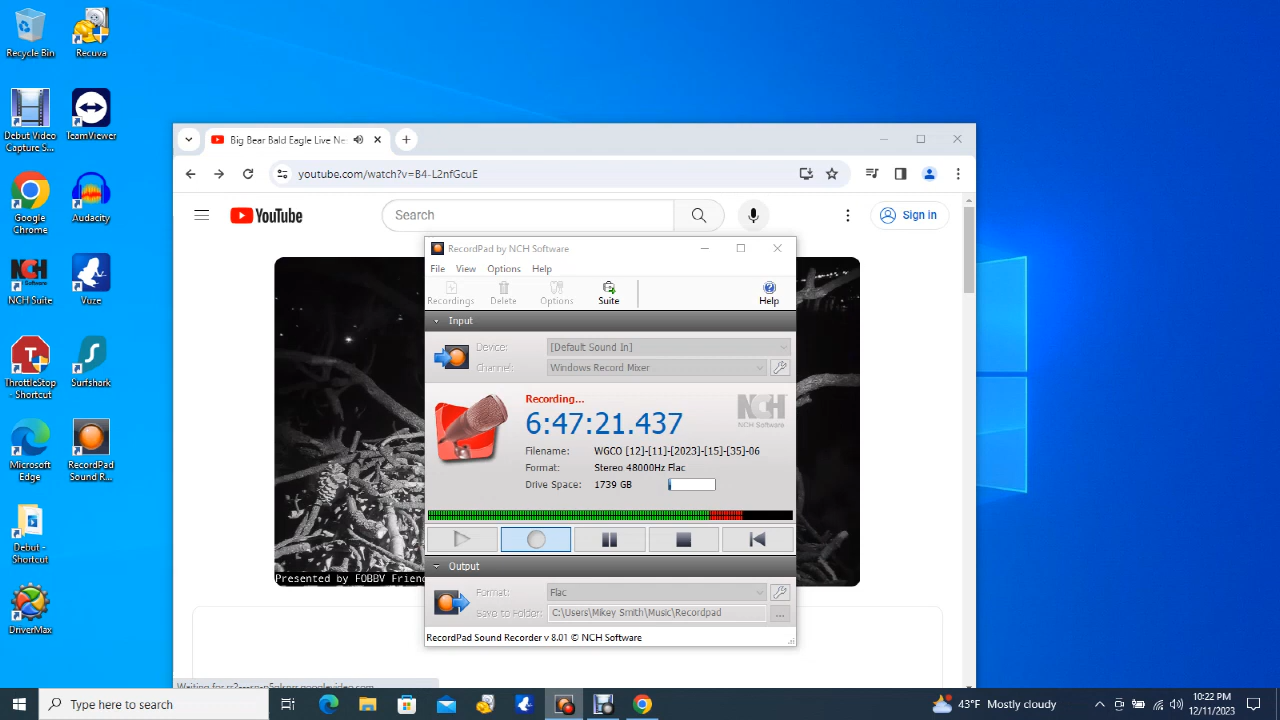 Recycle Bin
Recuva
Debut Video
Capture S...
TeamViewer
Google
Chrome
Audacity
NCH Suite
Vuze
ThrottleStop
- Shortcut
Surfshark
Microsoft
Edge
RecordPad
Sound R...
Debut -
Shortcut
DriverMax
Big Bear Bald Eagle Live Ne
youtube.com/watch?v=B4-L2nfGcuE
YouTube
Search
Sign in
Presented by FOBBV Frien
RecordPad by NCH Software
File View Options Help
Recordings Delete Options Suite Help
Input
Device: [Default Sound In]
Channel: Windows Record Mixer
Recording...
6:47:21.437
NCH
NCH Software
Filename: WGCO [12]-[11]-[2023]-[15]-[35]-06
Format: Stereo 48000Hz Flac
Drive Space: 1739 GB
Output
Format: Flac
Save to Folder: C:\Users\Mikey Smith\Music\Recordpad
...
RecordPad Sound Recorder v 8.01 © NCH Software
Type here to search
43°F Mostly cloudy
10:22 PM
12/11/2023